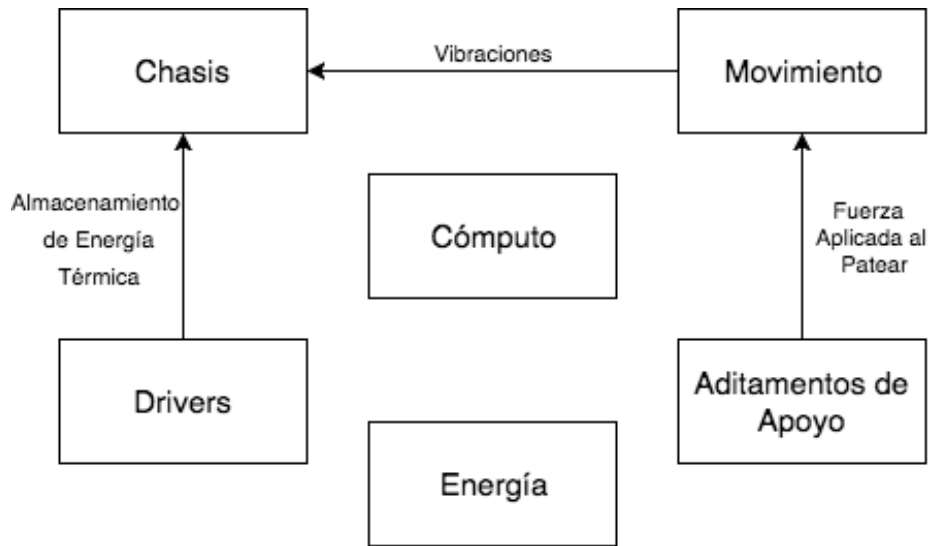 Chasis
Vibraciones
Movimiento
Almacenamiento
de Energía
Térmica
Cómputo
Fuerza
Aplicada al
Patear
Drivers
Aditamentos de
Apoyo
Energía